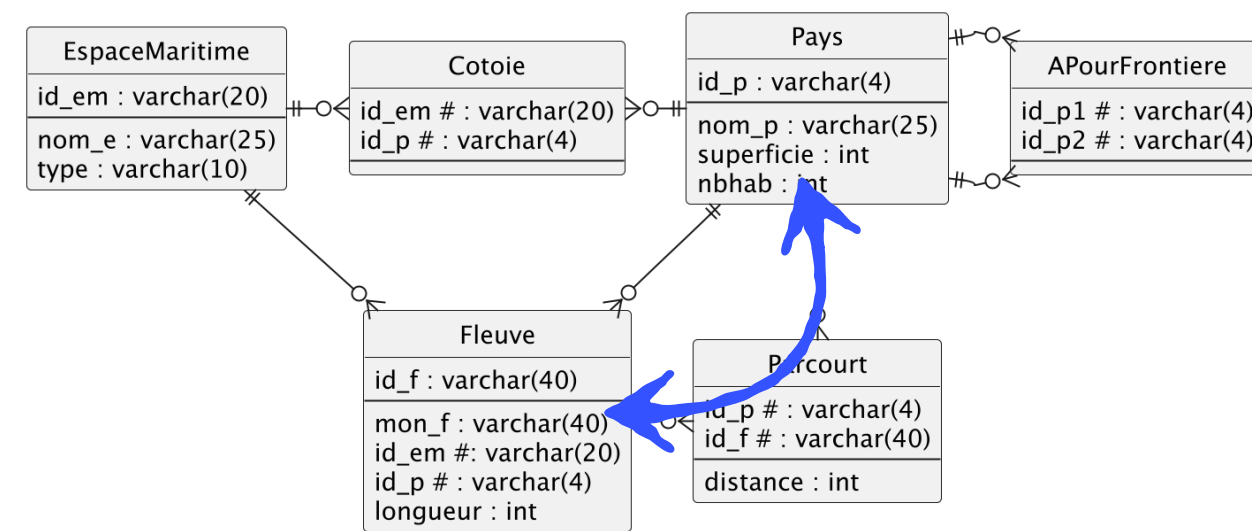 EspaceMaritime
id_em : varchar(20)
nom_e : varchar(25)
type : varchar(10)
Cotoie
id_em # : varchar(20)
id_p # : varchar(4)
Pays
id_p : varchar(4)
nom_p : varchar(25)
superficie : int
nbhab : int
APourFrontiere
id_p1 # : varchar(4)
id_p2 # : varchar(4)
Fleuve
id_f : varchar(40)
mon_f : varchar(40)
id_em #: varchar(20)
id_p # : varchar(4)
longueur : int
Parcourt
id_p # : varchar(4)
id_f # : varchar(40)
distance : int